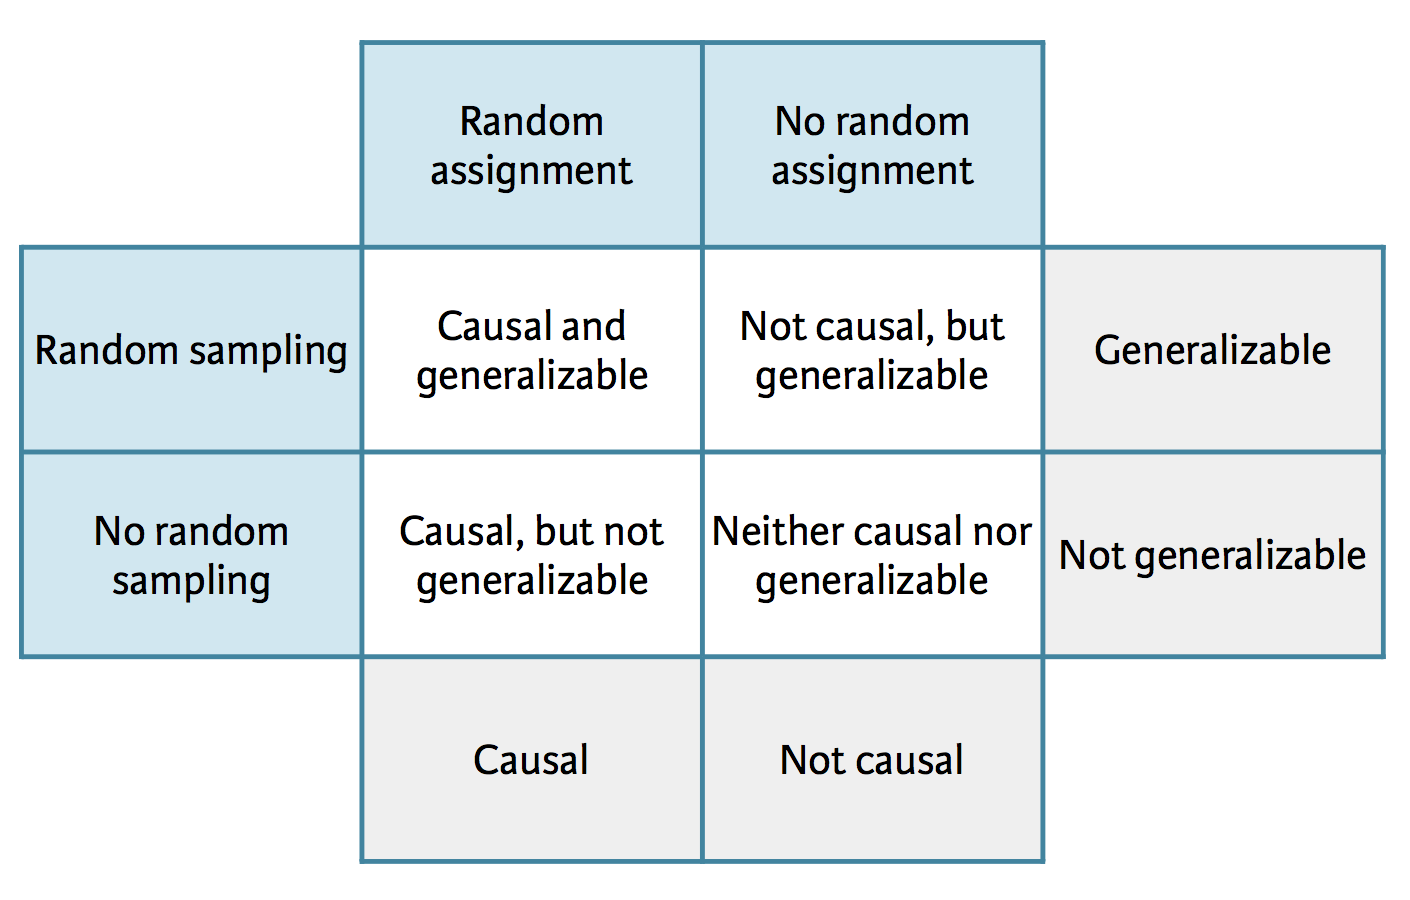 Random
assignment
No random
assignment
Random sampling
Causal and
generalizable
Not causal, but
generalizable
Generalizable
No random
sampling
Causal, but not
generalizable
Neither causal nor
generalizable
Not generalizable
Causal
Not causal